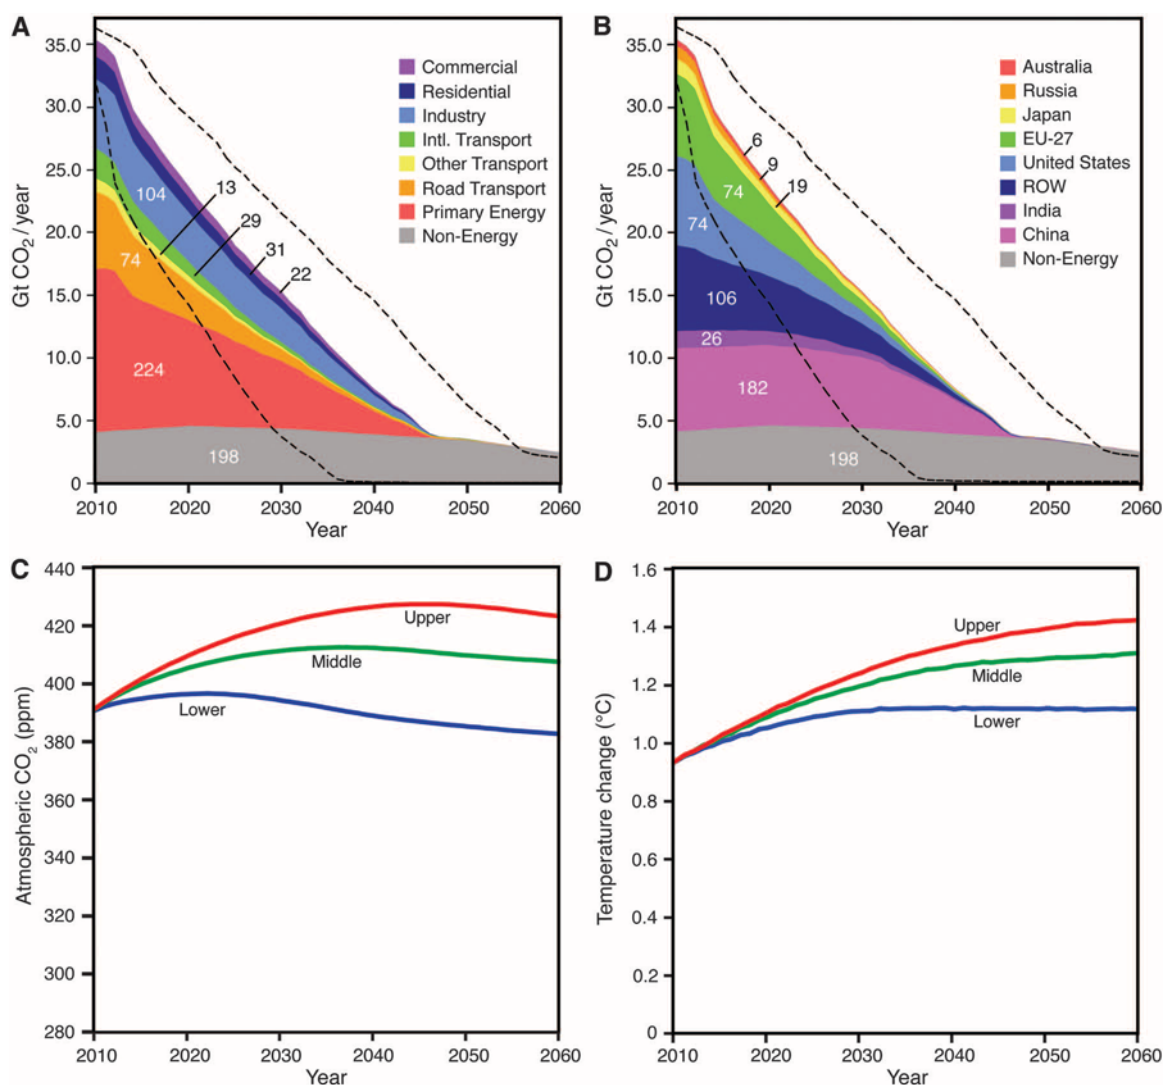 A
Gt CO2 / year
35.0
30.0
25.0
20.0
15.0
10.0
5.0
0
2010
2020
2030
2040
2050
2060
Year
Commercial
Residential
Industry
Intl. Transport
Other Transport
Road Transport
Primary Energy
Non-Energy
104
13
29
31
22
74
224
198
B
Gt CO2 / year
35.0
30.0
25.0
20.0
15.0
10.0
5.0
0
2010
2020
2030
2040
2050
2060
Year
Australia
Russia
Japan
EU-27
United States
ROW
India
China
Non-Energy
6
9
19
74
74
106
26
182
198
C
Atmospheric CO2 (ppm)
440
420
400
380
360
340
320
300
280
2010
2020
2030
2040
2050
2060
Year
Upper
Middle
Lower
D
Temperature change (°C)
1.6
1.4
1.2
1.0
0.8
0.6
0.4
0.2
0
2010
2020
2030
2040
2050
2060
Year
Upper
Middle
Lower